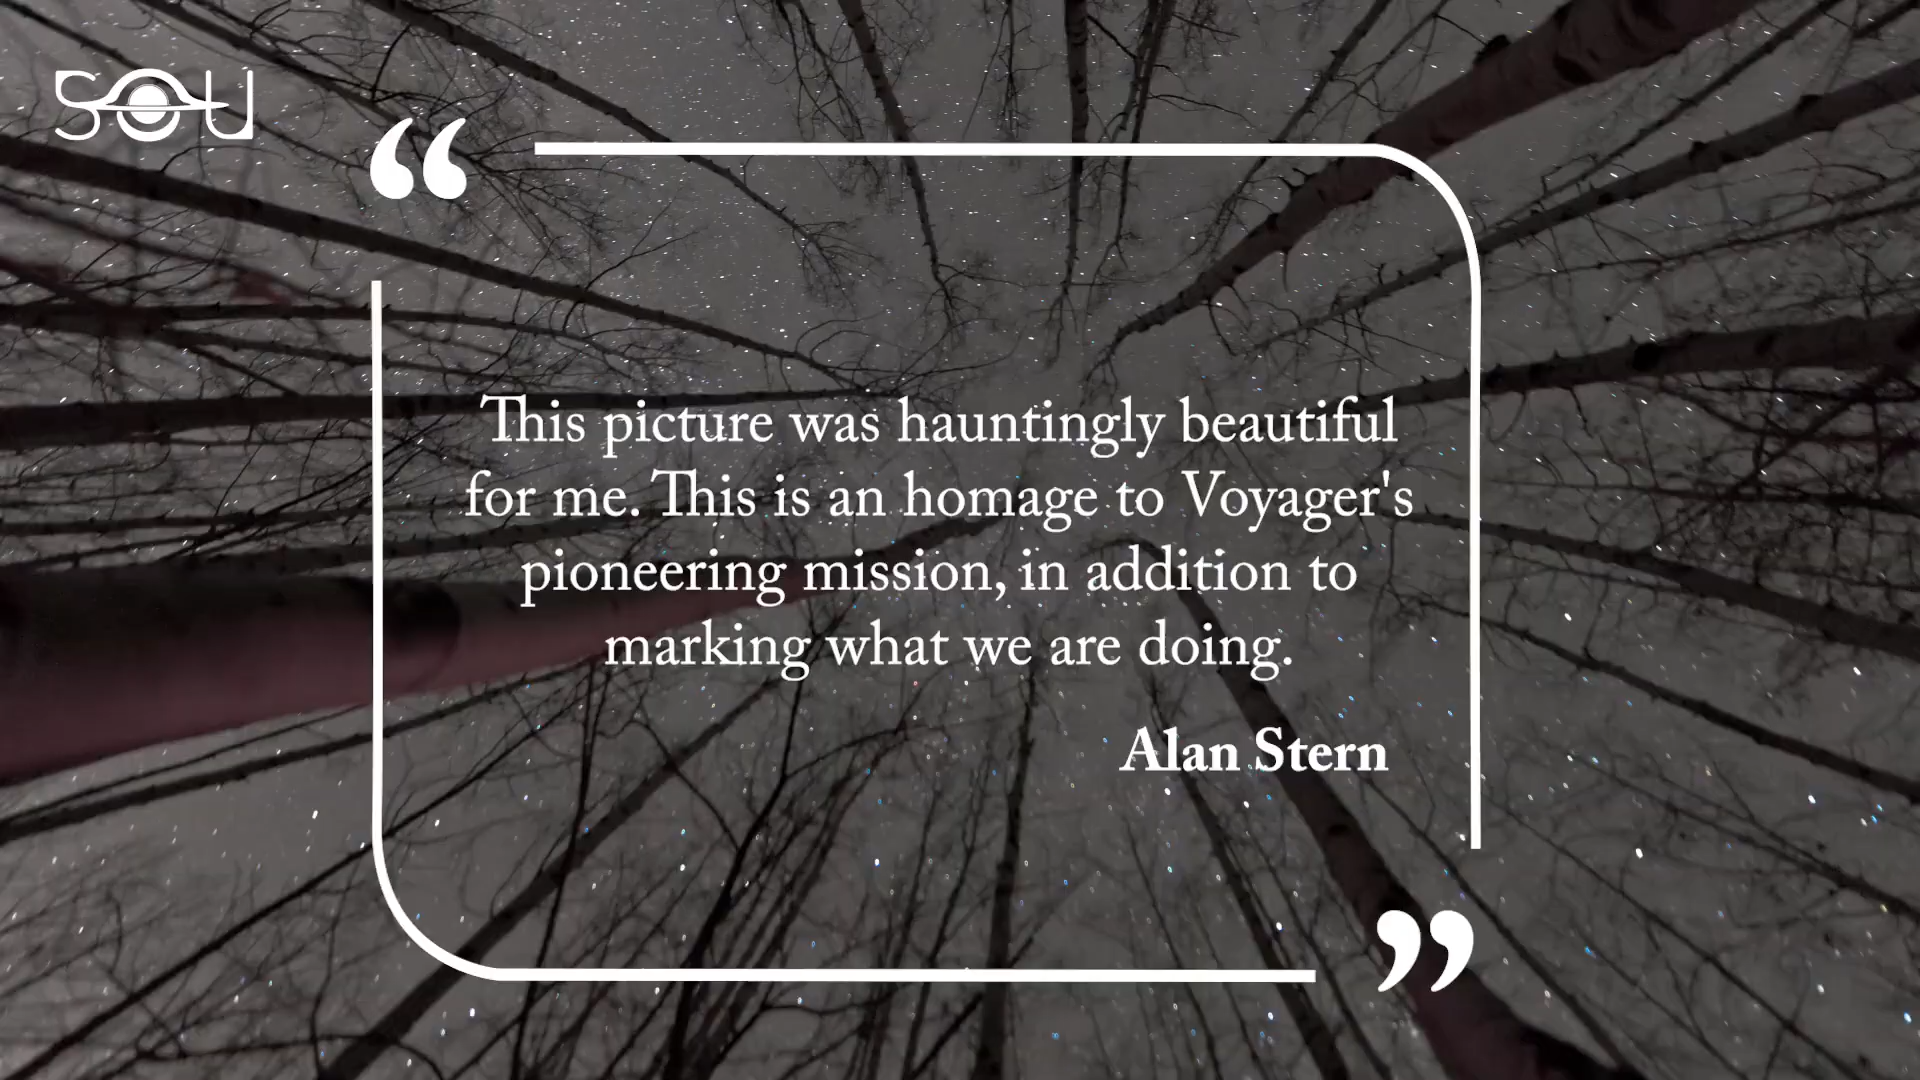 SOU
“
This picture was hauntingly beautiful
for me. This is an homage to Voyager's
pioneering mission, in addition to
marking what we are doing.
Alan Stern
”